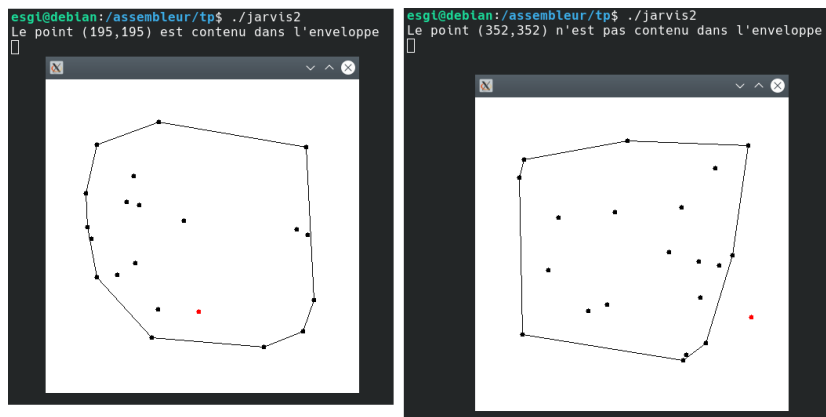 esgi@debian:/assembleur/tp$ ./jarvis2
Le point (195,195) est contenu dans l'enveloppe
esgi@debian:/assembleur/tp$ ./jarvis2
Le point (352,352) n'est pas contenu dans l'enveloppe